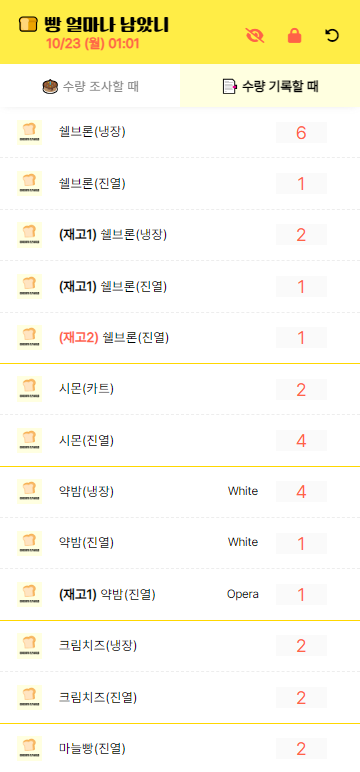 빵 얼마나 남았니
10/23 (월) 01:01
수량 조사할 때 수량 기록할 때
쉘브론(냉장) 6
쉘브론(진열) 1
(재고1) 쉘브론(냉장) 2
(재고1) 쉘브론(진열) 1
(재고2) 쉘브론(진열) 1
시몬(카트) 2
시몬(진열) 4
약밤(냉장) White 4
약밤(진열) White 1
(재고1) 약밤(진열) Opera 1
크림치즈(냉장) 2
크림치즈(진열) 2
마늘빵(진열) 2